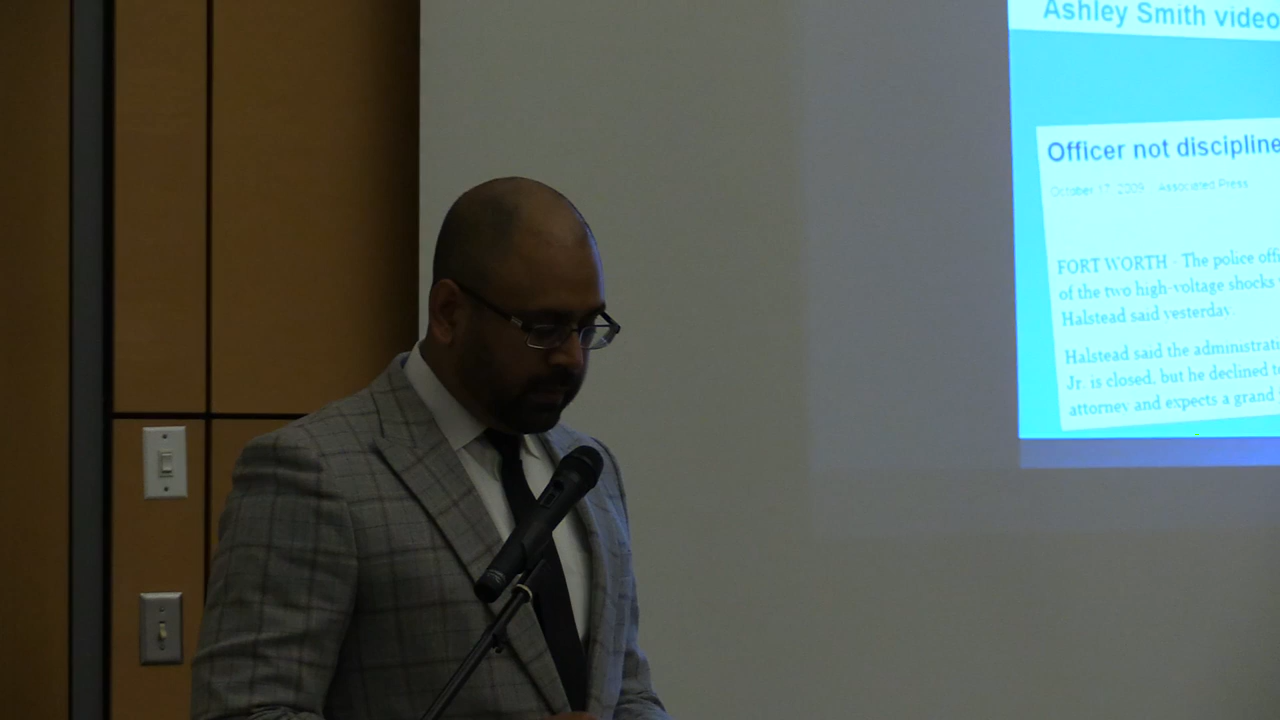 Ashley Smith video
Officer not discipline
October 17, 2009 Associated Press
FORT WORTH - The police offi
of the two high-voltage shocks
Halstead said yesterday.
Halstead said the administrati
Jr. is closed, but he declined to
attorney and expects a grand